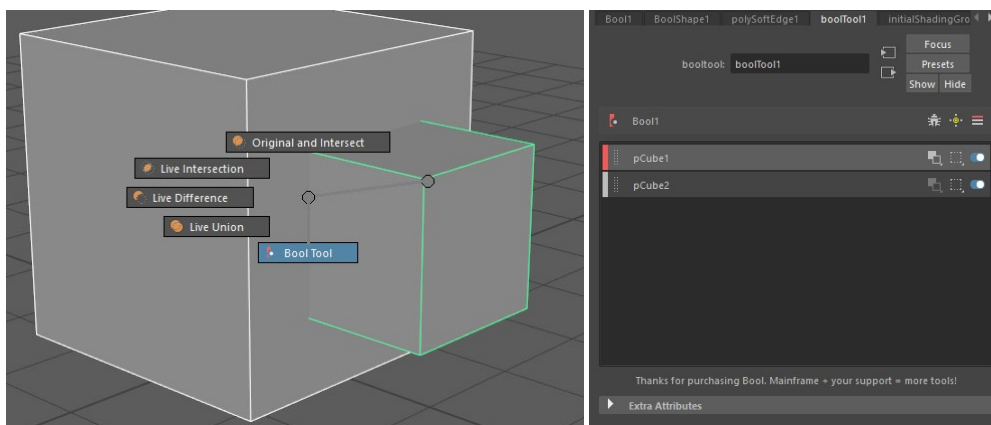 Original and Intersect
Live Intersection
Live Difference
Live Union
Bool Tool
Bool1 BoolShape1 polySoftEdge1 boolTool1 initialShadingGro
booltool: boolTool1
Focus
Presets
Show Hide
Bool1
pCube1
pCube2
Thanks for purchasing Bool. Mainframe + your support = more tools!
Extra Attributes